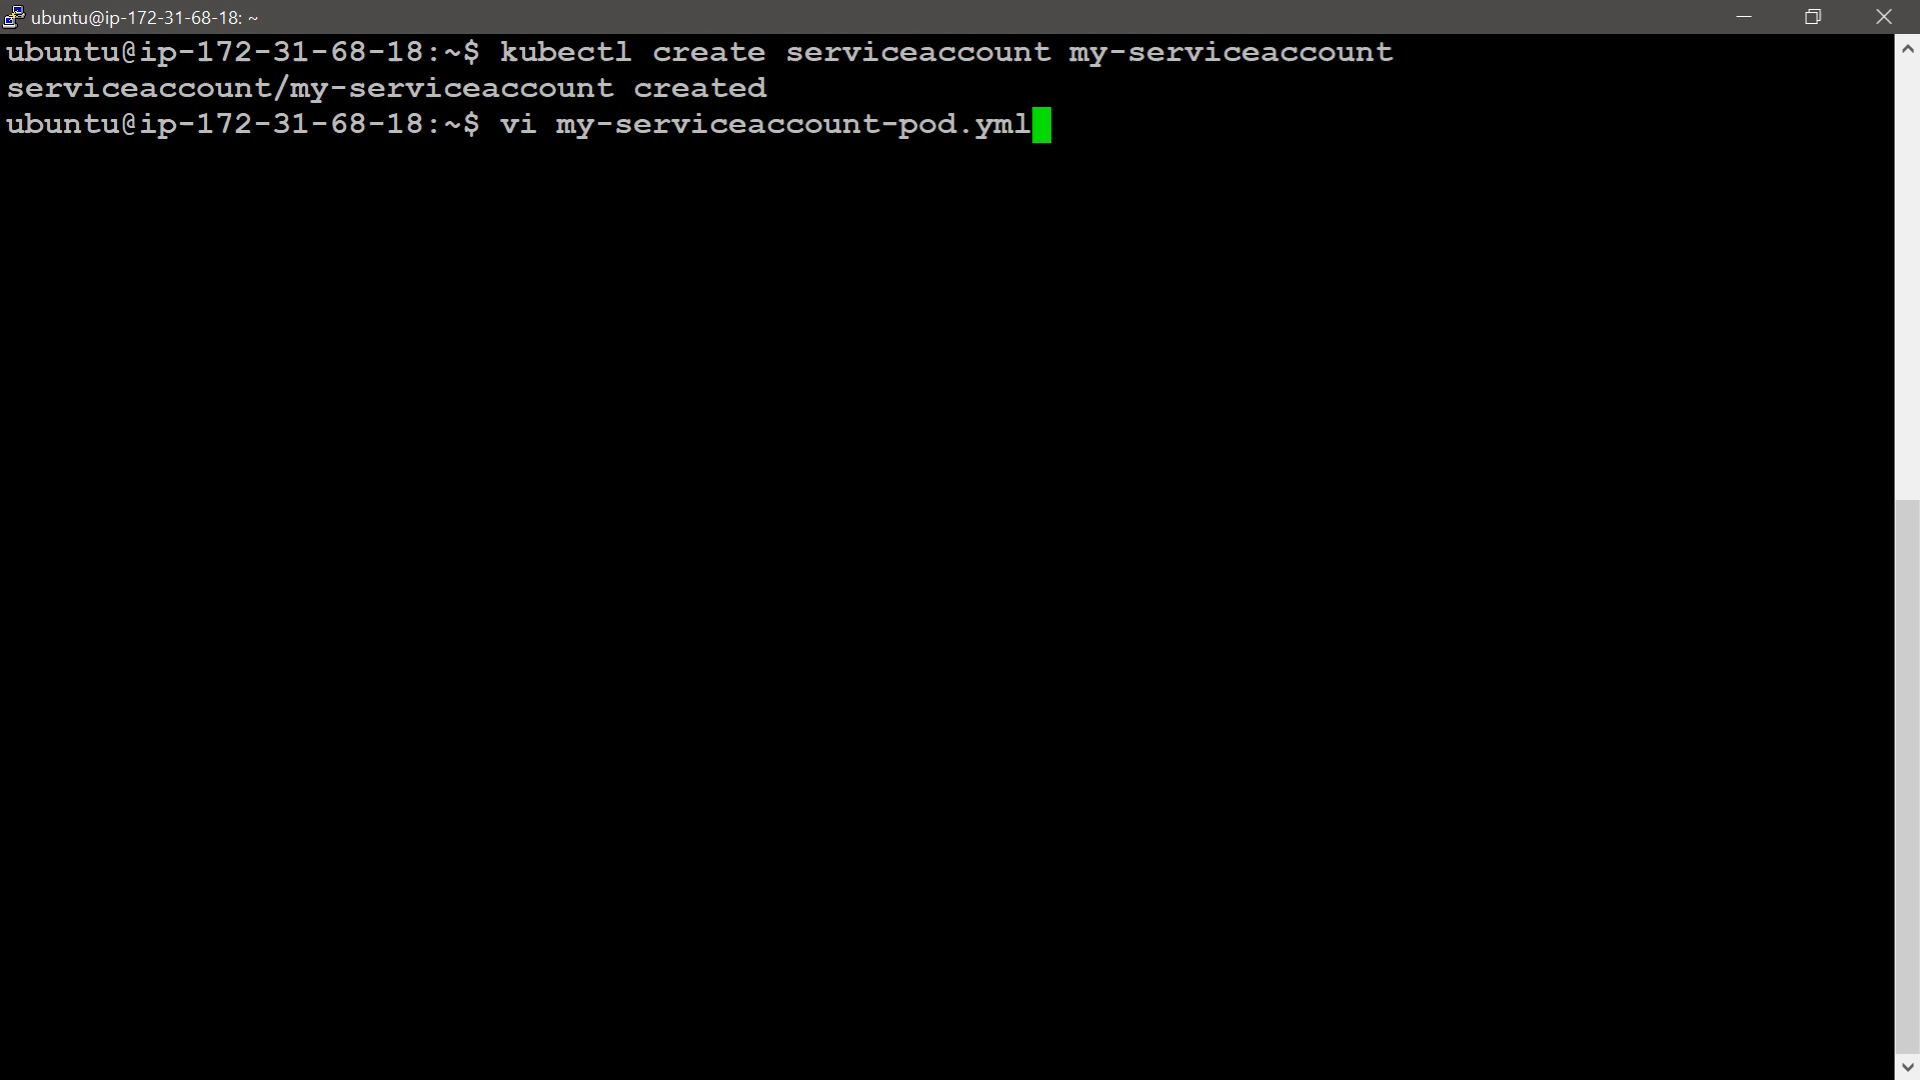 ubuntu@ip-172-31-68-18: ~
ubuntu@ip-172-31-68-18:~$ kubectl create serviceaccount my-serviceaccount
serviceaccount/my-serviceaccount created
ubuntu@ip-172-31-68-18:~$ vi my-serviceaccount-pod.yml